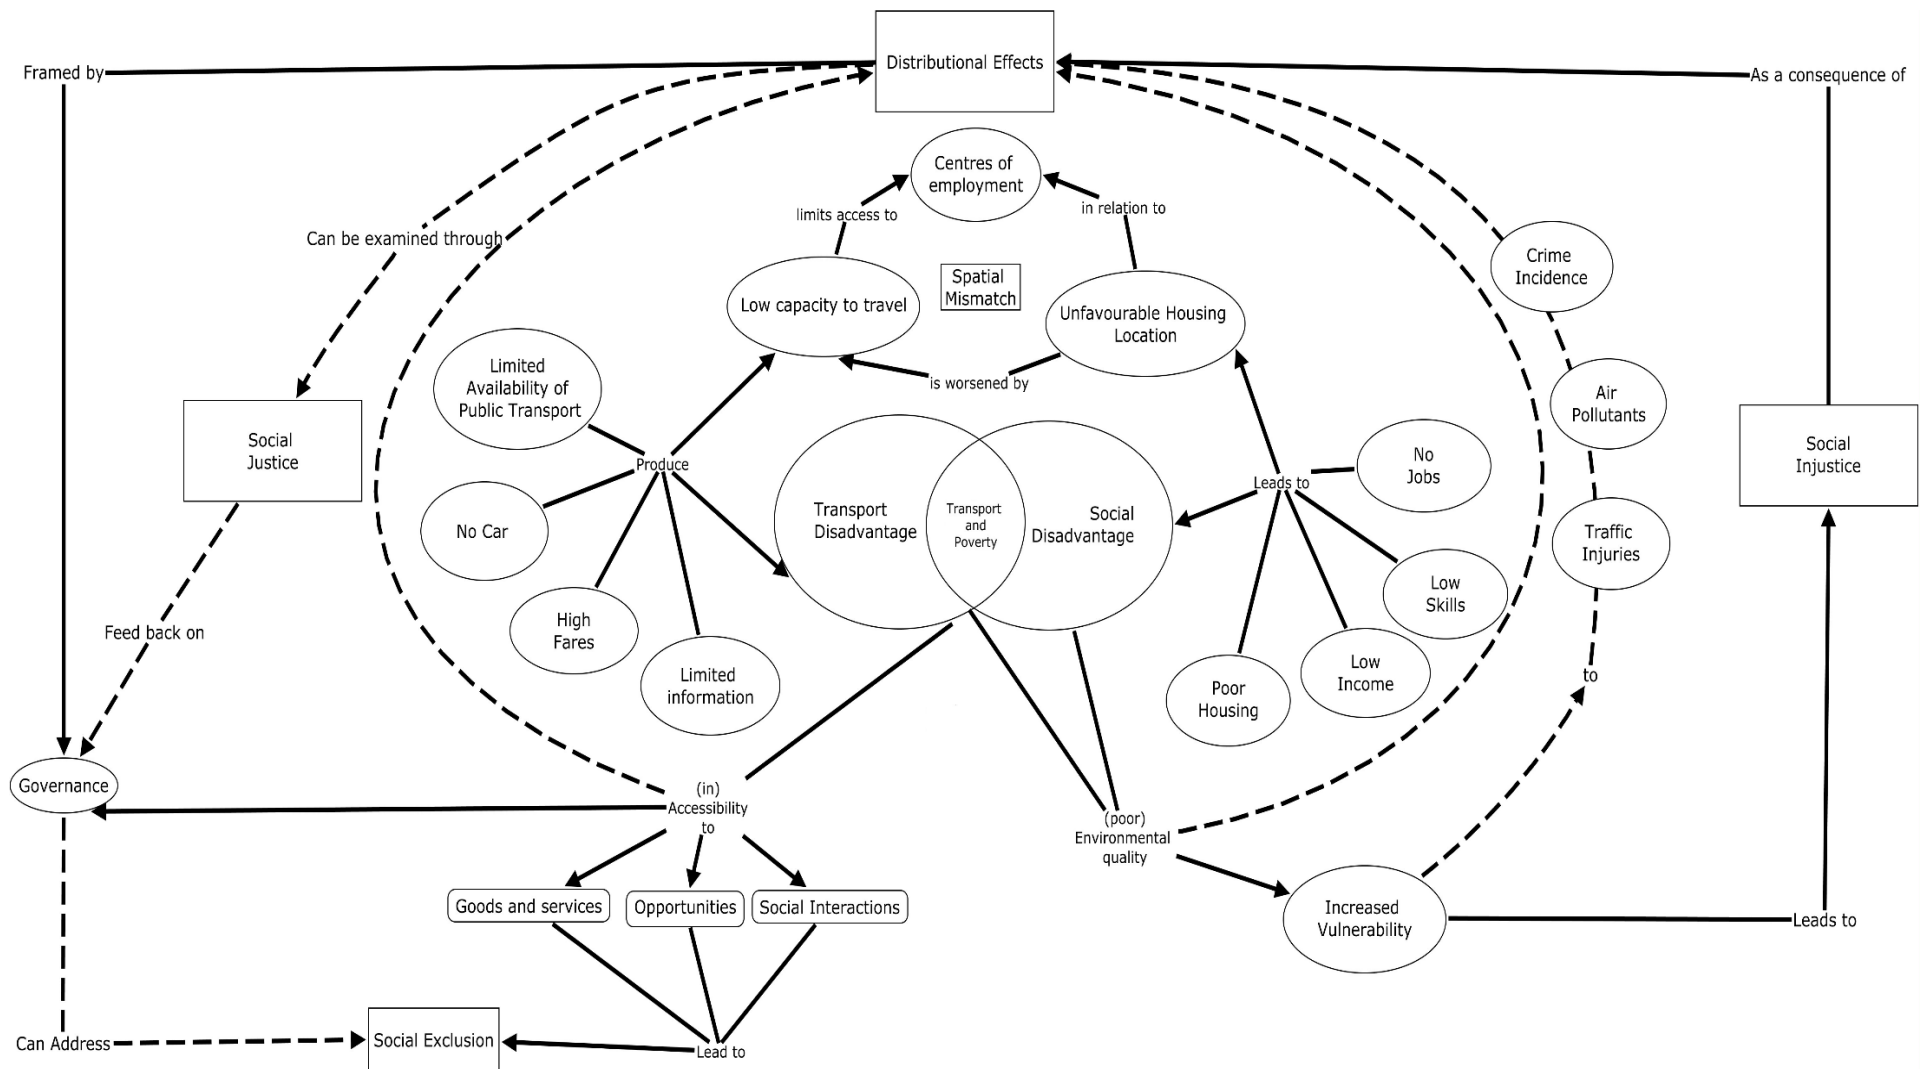 Distributional Effects
Framed by
As a consequence of
Centres of
employment
limits access to
in relation to
Can be examined through
Crime
Incidence
Spatial
Mismatch
Low capacity to travel
Unfavourable Housing
Location
Limited
Availability of
Public Transport
is worsened by
Air
Pollutants
Social
Justice
Produce
No
Jobs
Social
Injustice
Leads to
No Car
Transport
Disadvantage
Transport
and
Poverty
Social
Disadvantage
Traffic
Injuries
Low
Skills
High
Fares
Feed back on
Limited
information
Low
Income
to
Poor
Housing
Governance
(in)
Accessibility
to
(poor)
Environmental
quality
Goods and services
Opportunities
Social Interactions
Increased
Vulnerability
Leads to
Can Address
Social Exclusion
Lead to